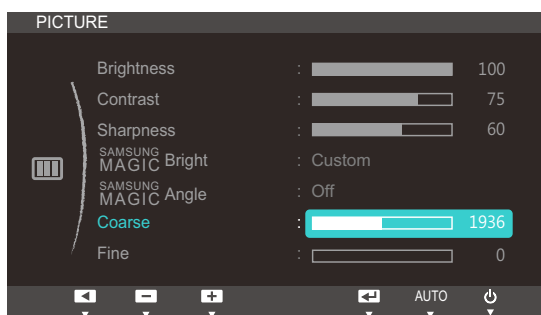 PICTURE
Brightness : 100
Contrast : 75
Sharpness : 60
SAMSUNG MAGIC Bright : Custom
SAMSUNG MAGIC Angle : Off
Coarse : 1936
Fine : 0
AUTO